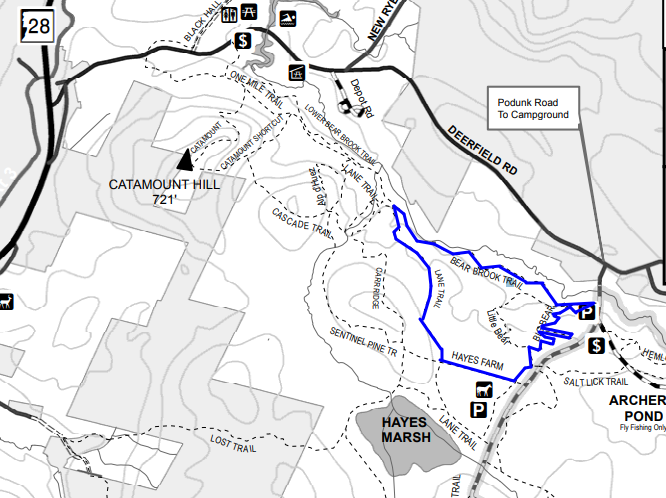 28
BLACK HALL
NEW RYE
$
ONE MILE TRAIL
Depot Rd
LOWER BEAR BROOK TRAIL
Podunk Road
To Campground
DEERFIELD RD
CATAMOUNT
CATAMOUNT SHORTCUT
CATAMOUNT HILL
721'
LANE TRAIL
CASCADE TRAIL
BEAR BROOK TRAIL
CARR RIDGE
LANE TRAIL
Little Bear
BIG BEAR
P
$
SENTINEL PINE TR
HAYES FARM
HEML
SALT LICK TRAIL
P
ARCHER
POND
Fly Fishing Only
HAYES
MARSH
LANE TRAIL
LOST TRAIL
TRAIL